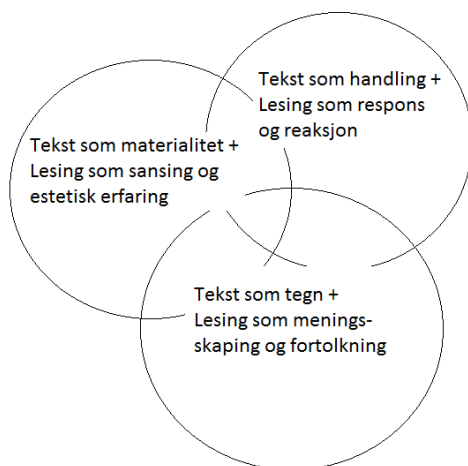 Tekst som handling +
Lesing som respons
og reaksjon
Tekst som materialitet +
Lesing som sansing og
estetisk erfaring
Tekst som tegn +
Lesing som menings-
skaping og fortolkning